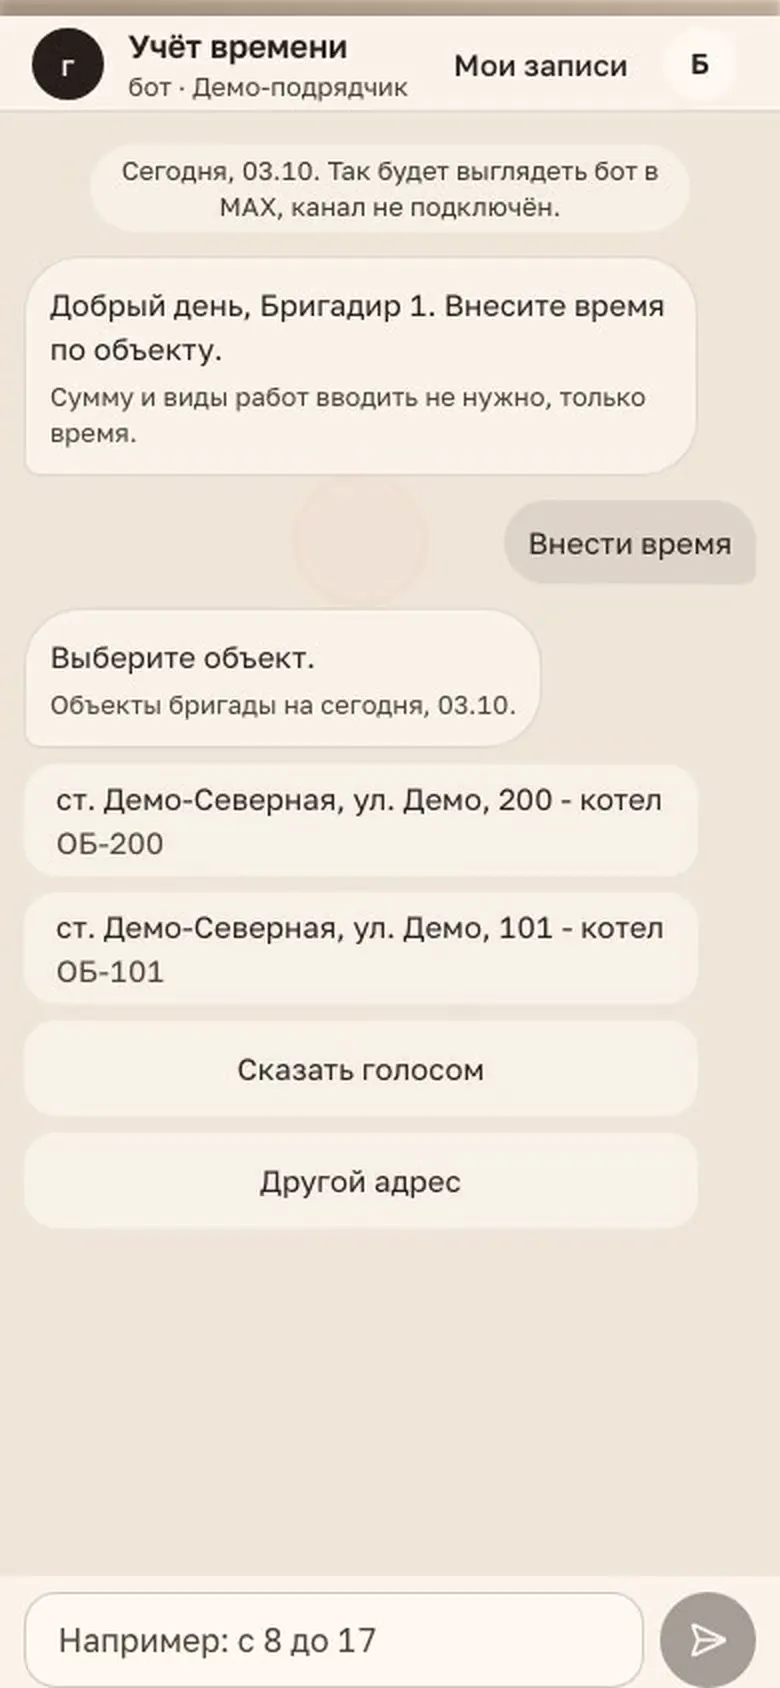 г
Учёт времени
бот · Демо-подрядчик
Мои записи
Б
Сегодня, 03.10. Так будет выглядеть бот в
MAX, канал не подключён.
Добрый день, Бригадир 1. Внесите время
по объекту.
Сумму и виды работ вводить не нужно, только
время.
Внести время
Выберите объект.
Объекты бригады на сегодня, 03.10.
ст. Демо-Северная, ул. Демо, 200 - котел
ОБ-200
ст. Демо-Северная, ул. Демо, 101 - котел
ОБ-101
Сказать голосом
Другой адрес
Например: с 8 до 17